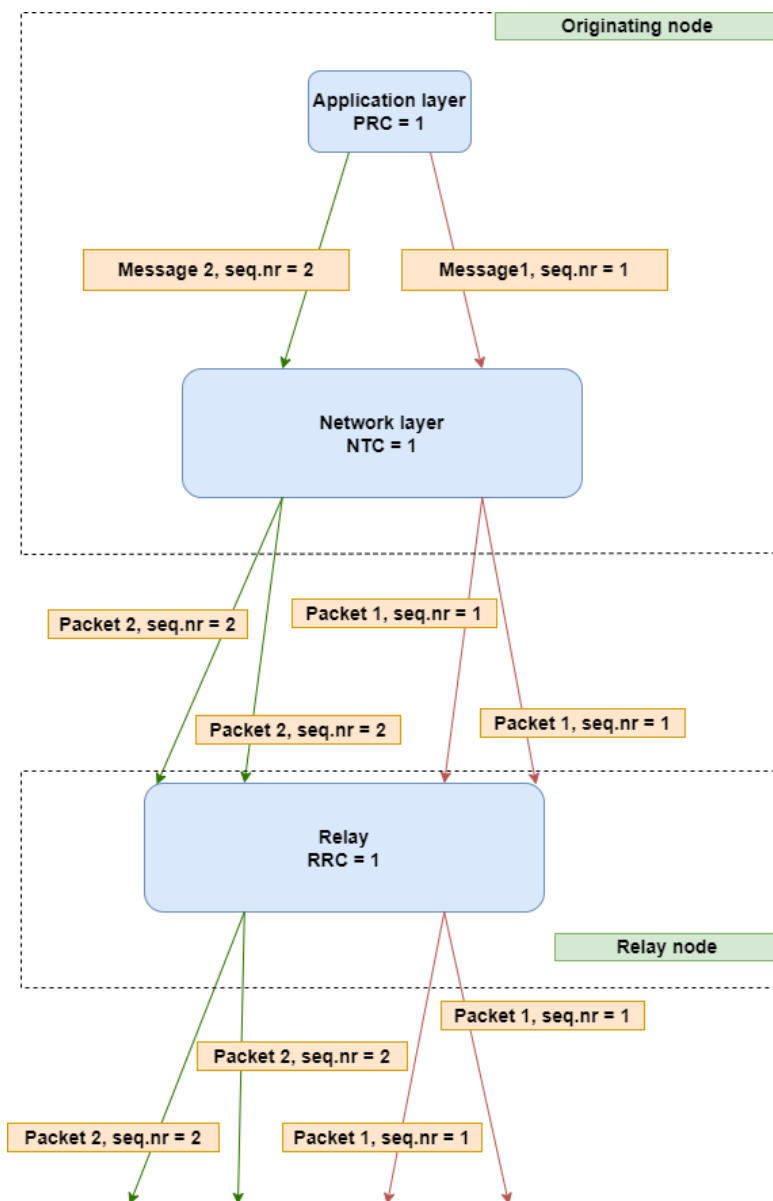 Originating node
Application layer
PRC = 1
Message 2, seq.nr = 2
Message1, seq.nr = 1
Network layer
NTC = 1
Packet 2, seq.nr = 2
Packet 1, seq.nr = 1
Packet 2, seq.nr = 2
Packet 1, seq.nr = 1
Relay
RRC = 1
Relay node
Packet 1, seq.nr = 1
Packet 2, seq.nr = 2
Packet 2, seq.nr = 2
Packet 1, seq.nr = 1